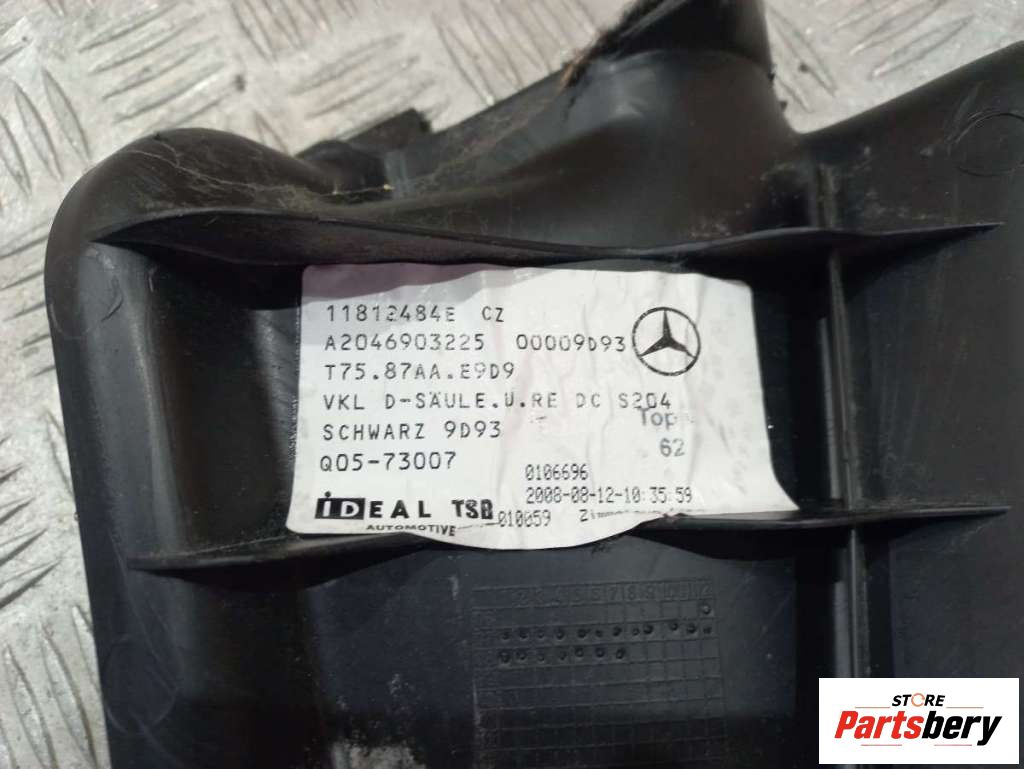 11812484E CZ
A2046903225 00009D93
T75.87AA.E9D9
VKL D-SÄULE.U.RE DC S204
SCHWARZ 9D93 Top
Q05-73007 62
0106696
2008-08-12-10:35:59
iDEAL TSB 010059
AUTOMOTIVE
STORE
Partsbery